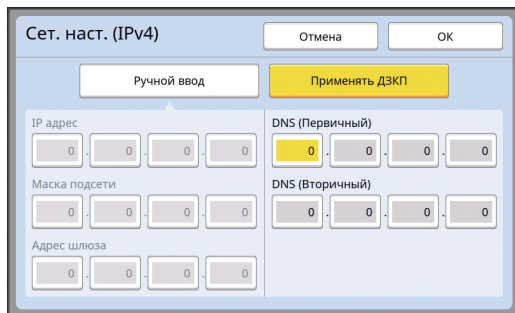 Сет. наст. (IPv4) Отмена ОК
Ручной ввод Применять ДЗКП
IP адрес DNS (Первичный)
0 . 0 . 0 . 0 0 . 0 . 0 . 0
Маска подсети DNS (Вторичный)
0 . 0 . 0 . 0 0 . 0 . 0 . 0
Адрес шлюза
0 . 0 . 0 . 0